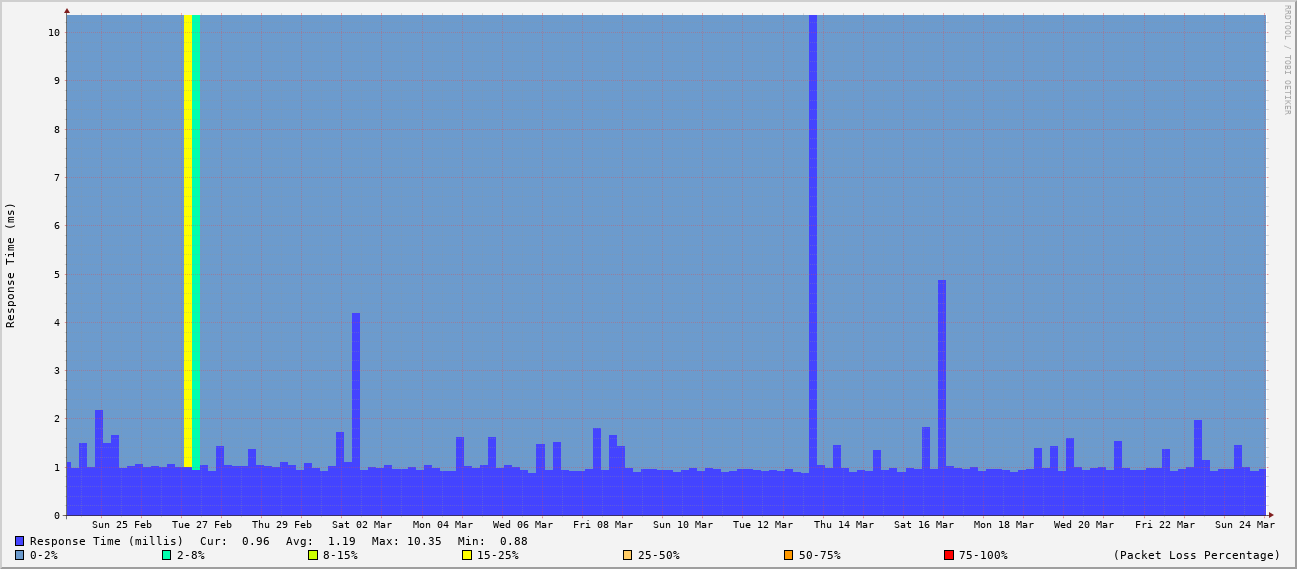 RRDTOOL / TOBI OETIKER
Response Time (ms)
10
9
8
7
6
5
4
3
2
1
0
Sun 25 Feb Tue 27 Feb Thu 29 Feb Sat 02 Mar Mon 04 Mar Wed 06 Mar Fri 08 Mar Sun 10 Mar Tue 12 Mar Thu 14 Mar Sat 16 Mar Mon 18 Mar Wed 20 Mar Fri 22 Mar Sun 24 Mar
Response Time (millis) Cur: 0.96 Avg: 1.19 Max: 10.35 Min: 0.88
0-2% 2-8% 8-15% 15-25% 25-50% 50-75% 75-100% (Packet Loss Percentage)